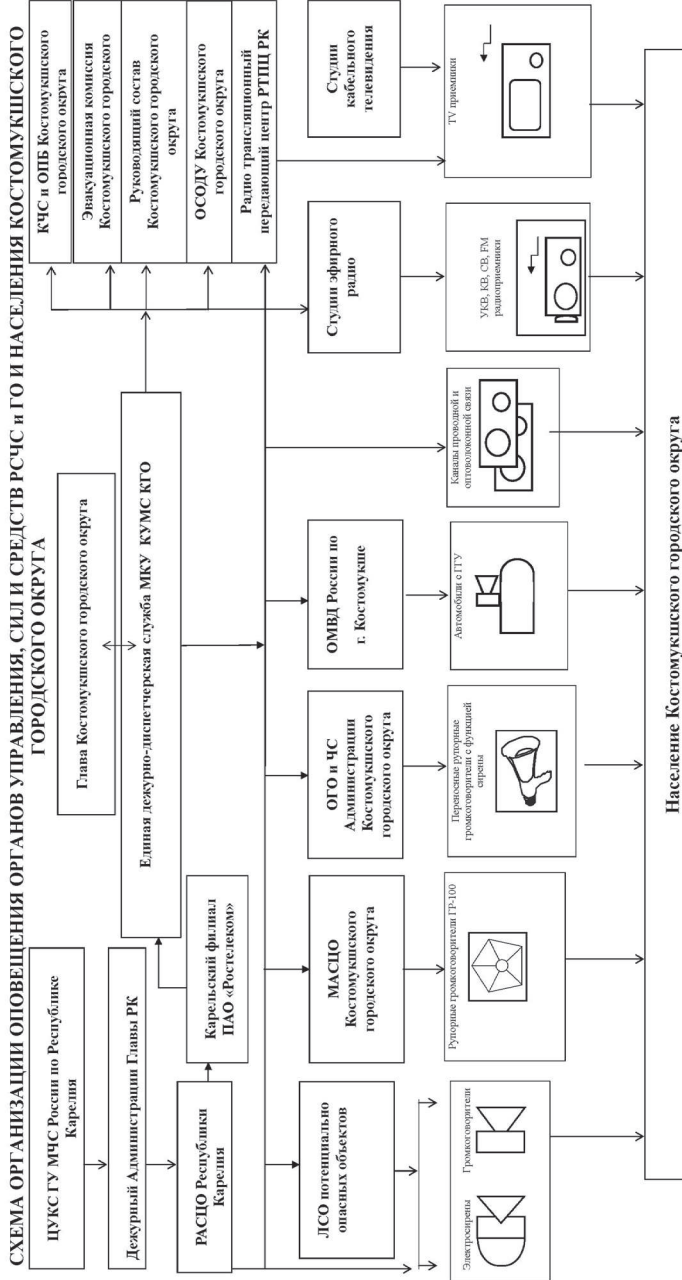 СХЕМА ОРГАНИЗАЦИИ ОПОВЕЩЕНИЯ ОРГАНОВ УПРАВЛЕНИЯ, СИЛ И СРЕДСТВ РСЧС и ГО И НАСЕЛЕНИЯ КОСТОМУКШСКОГО
ГОРОДСКОГО ОКРУГА
ЦУКС ГУ МЧС России по Республике
Карелия
Дежурный Администрации Главы РК
РАСЦО Республики
Карелия
Карельский филиал
ПАО «Ростелеком»
Глава Костомукшского городского округа
Единая дежурно-диспетчерская служба МКУ КУМС КГО
КЧС и ОПБ Костомукшского
городского округа
Эвакуационная комиссия
Костомукшского городского
Руководящий состав
Костомукшского городского
округа
ОСОДУ Костомукшского
городского округа
Радио трансляционный
передающий центр РТПЦ РК
ЛСО потенциально
опасных объектов
МАСЦО
Костомукшского
городского округа
ОГО и ЧС
Администрации
Костомукшского
городского округа
ОМВД России по
г. Костомукше
Студии эфирного
радио
Студии
кабельного
телевидения
Электросирены
Громкоговорители
Рупорные громкоговорители ГР-100
Переносные рупорные
громкоговорители с функцией
сирены
Автомобили с ГГУ
Каналы проводной и
оптоволоконной связи
УКВ, КВ, СВ, FM
радиоприемники
TV приемники
Население Костомукшского городского округа